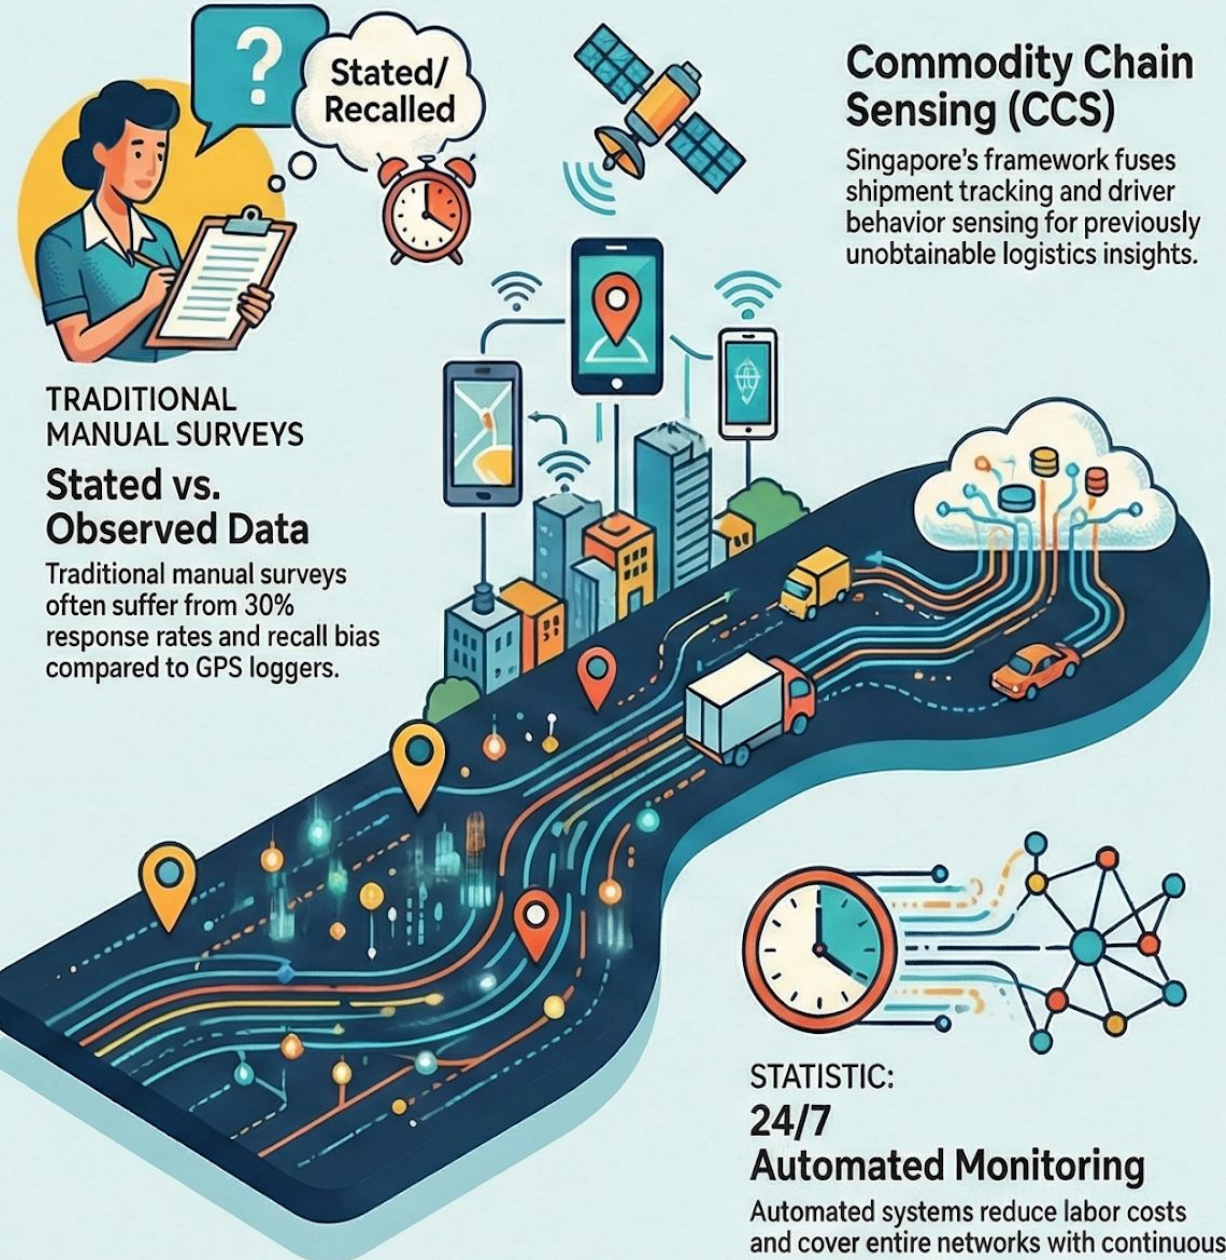 ?
Stated/
Recalled
Commodity Chain
Sensing (CCS)
Singapore's framework fuses
shipment tracking and driver
behavior sensing for previously
unobtainable logistics insights.
TRADITIONAL
MANUAL SURVEYS
Stated vs.
Observed Data
Traditional manual surveys
often suffer from 30%
response rates and recall bias
compared to GPS loggers.
STATISTIC:
24/7
Automated Monitoring
Automated systems reduce labor costs
and cover entire networks with continuous